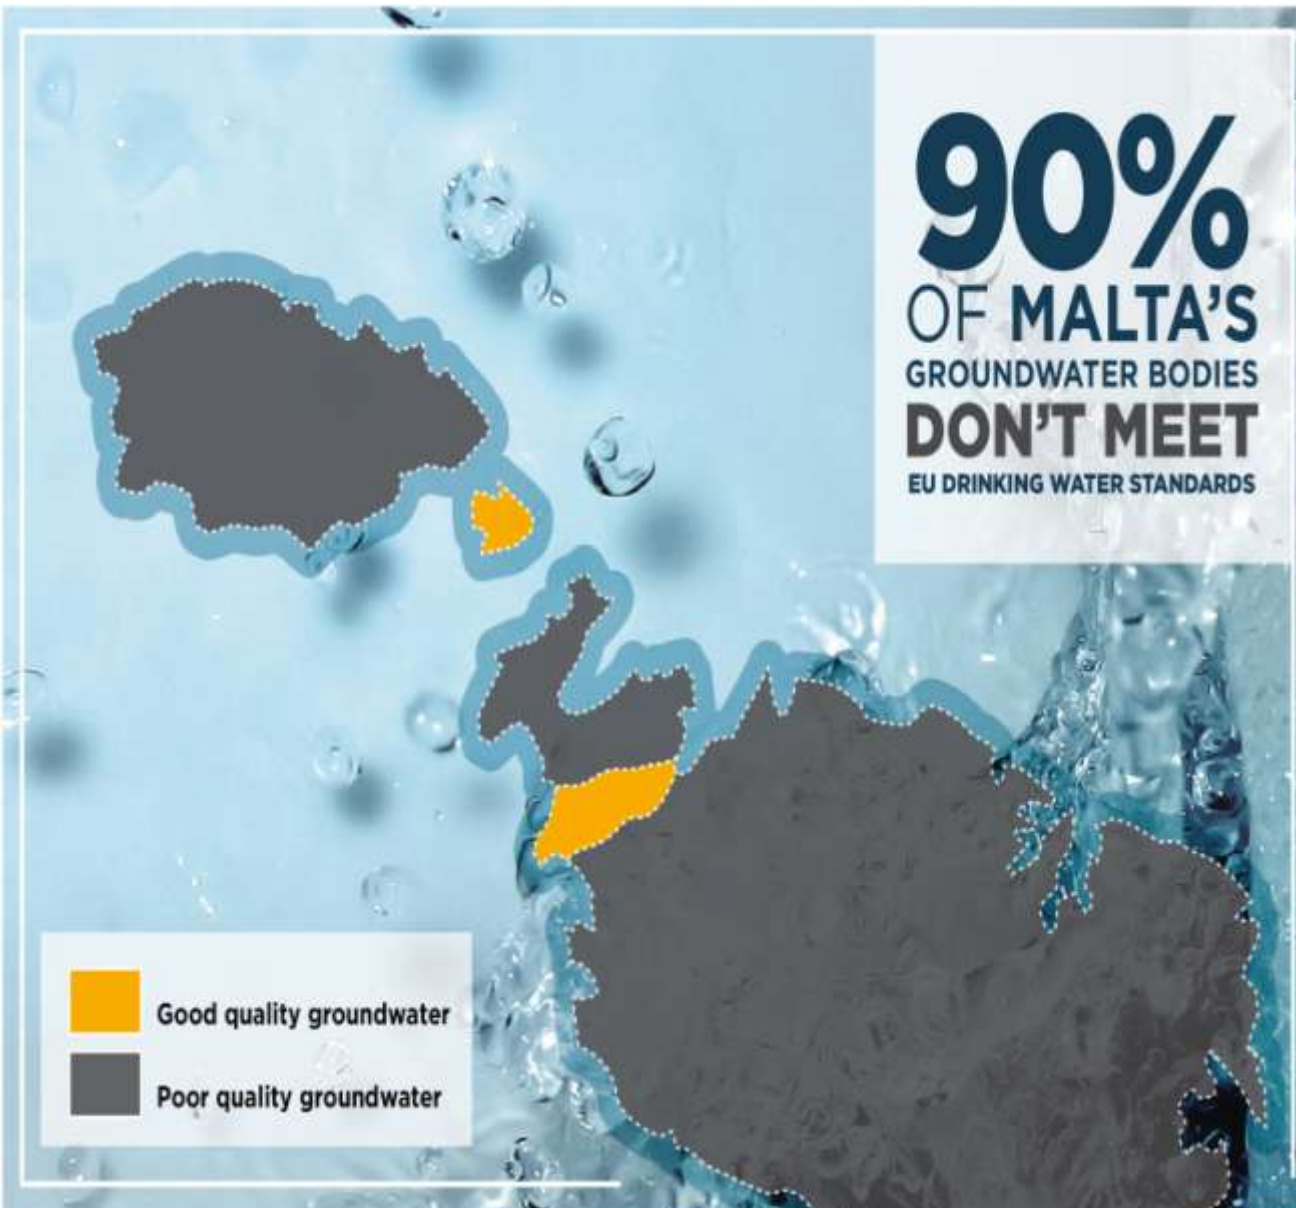 90%
OF MALTA'S
GROUNDWATER BODIES
DON'T MEET
EU DRINKING WATER STANDARDS
Good quality groundwater
Poor quality groundwater